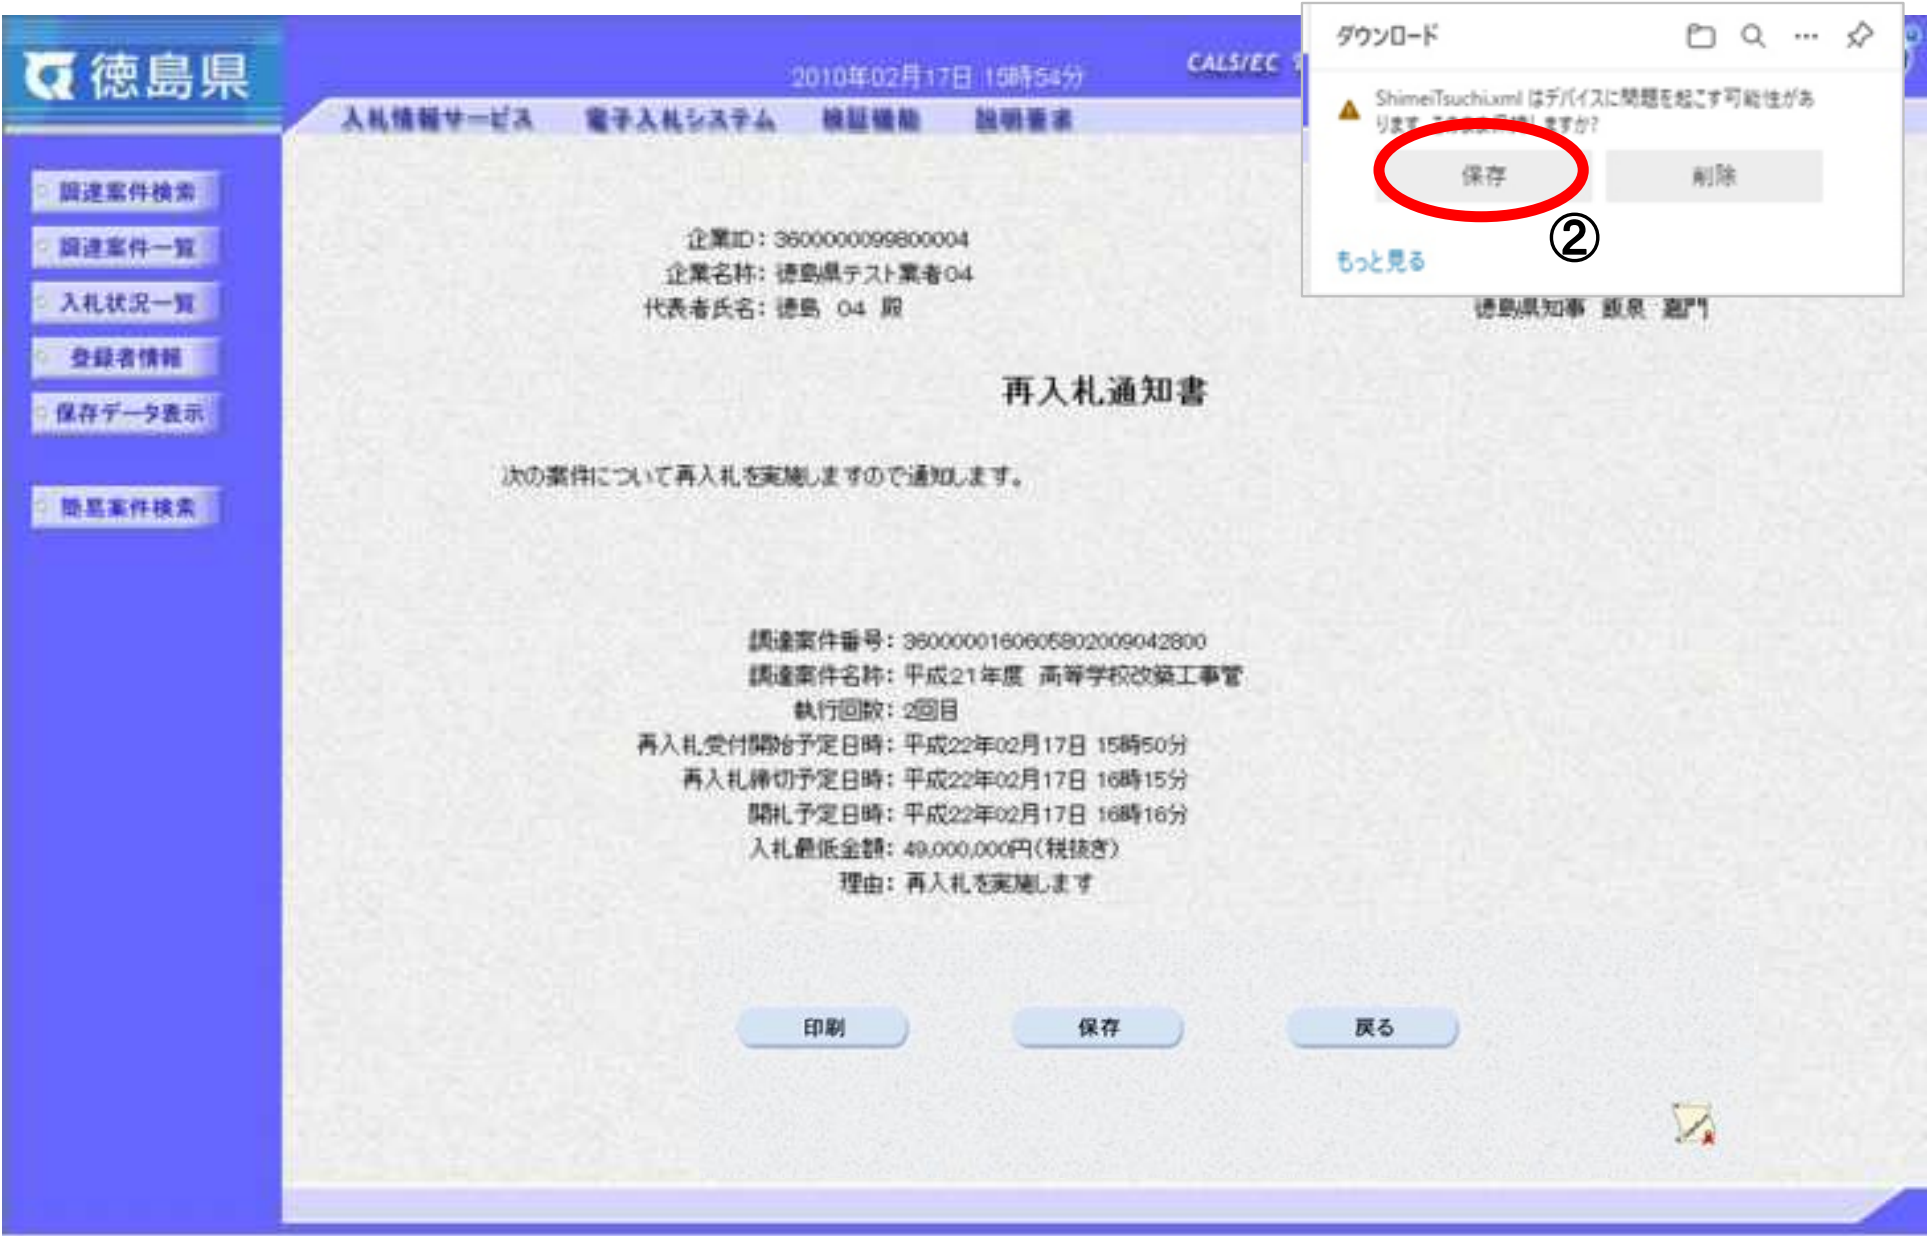 徳島県
2010年02月17日 15時54分
CALS/EC
入札情報サービス 電子入札システム 検証機能 説明要求
調達案件検索
調達案件一覧
入札状況一覧
登録者情報
保存データ表示
簡易案件検索
ダウンロード
ShimeiTsuchi.xml はデバイスに問題を起こす可能性があ
ります。このまま保存しますか?
保存 削除
②
もっと見る
企業ID：3600000099800004
企業名称：徳島県テスト業者04
代表者氏名：徳島 04 殿
徳島県知事 飯泉 嘉門
再入札通知書
次の案件について再入札を実施しますので通知します。
調達案件番号：3600000160605802009042800
調達案件名称：平成21年度 高等学校改築工事管
執行回数：2回目
再入札受付開始予定日時：平成22年02月17日 15時50分
再入札締切予定日時：平成22年02月17日 16時15分
開札予定日時：平成22年02月17日 16時16分
入札最低金額：49,000,000円(税抜き)
理由：再入札を実施します
印刷 保存 戻る